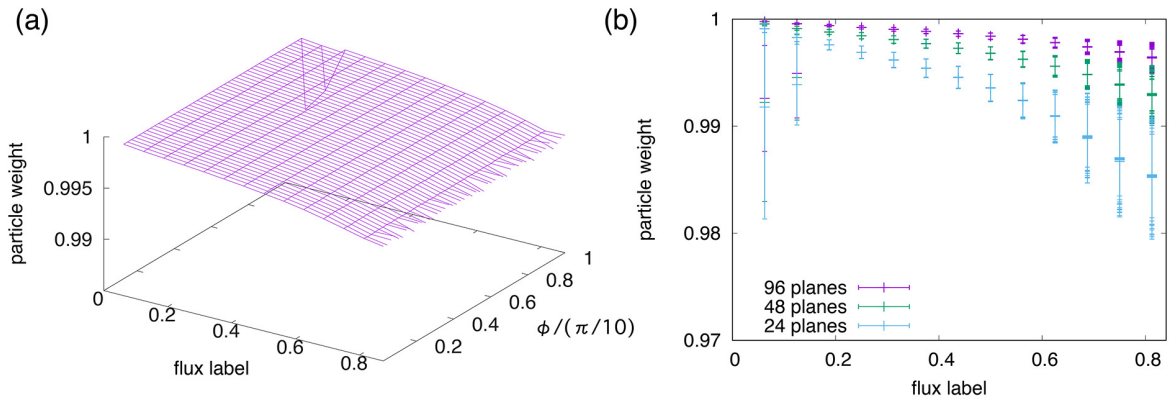 (a)
particle weight
1
0.995
0.99
0
0.2
0.4
0.6
0.8
flux label
0.2
0.4
0.6
0.8
1
ϕ/(π/10)
(b)
particle weight
1
0.99
0.98
0.97
96 planes
48 planes
24 planes
0
0.2
0.4
0.6
0.8
flux label